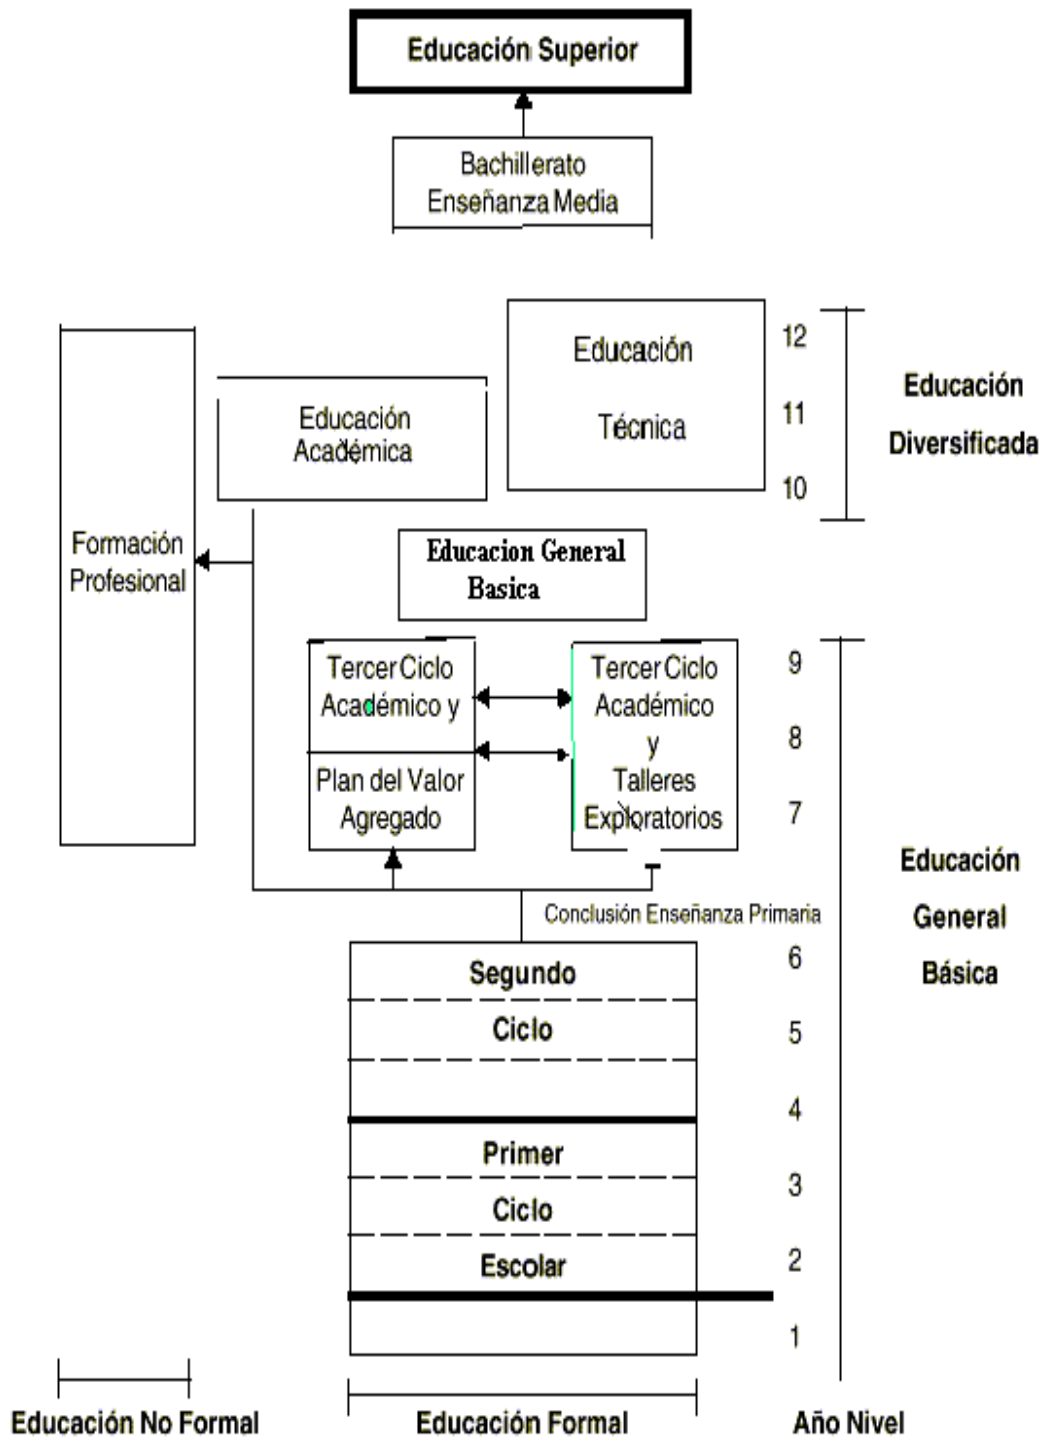 Educación Superior
Bachillerato
Enseñanza Media
12
Educación
Técnica
11
10
Educación
Diversificada
Educación
Académica
Formación
Profesional
Educacion General
Basica
Tercer Ciclo
Académico y
Plan del Valor
Agregado
Tercer Ciclo
Académico
y
Talleres
Exploratorios
9
8
7
Educación
General
Básica
Conclusión Enseñanza Primaria
6
Segundo
Ciclo
5
4
Primer
3
Ciclo
2
Escolar
1
Educación No Formal
Educación Formal
Año Nivel